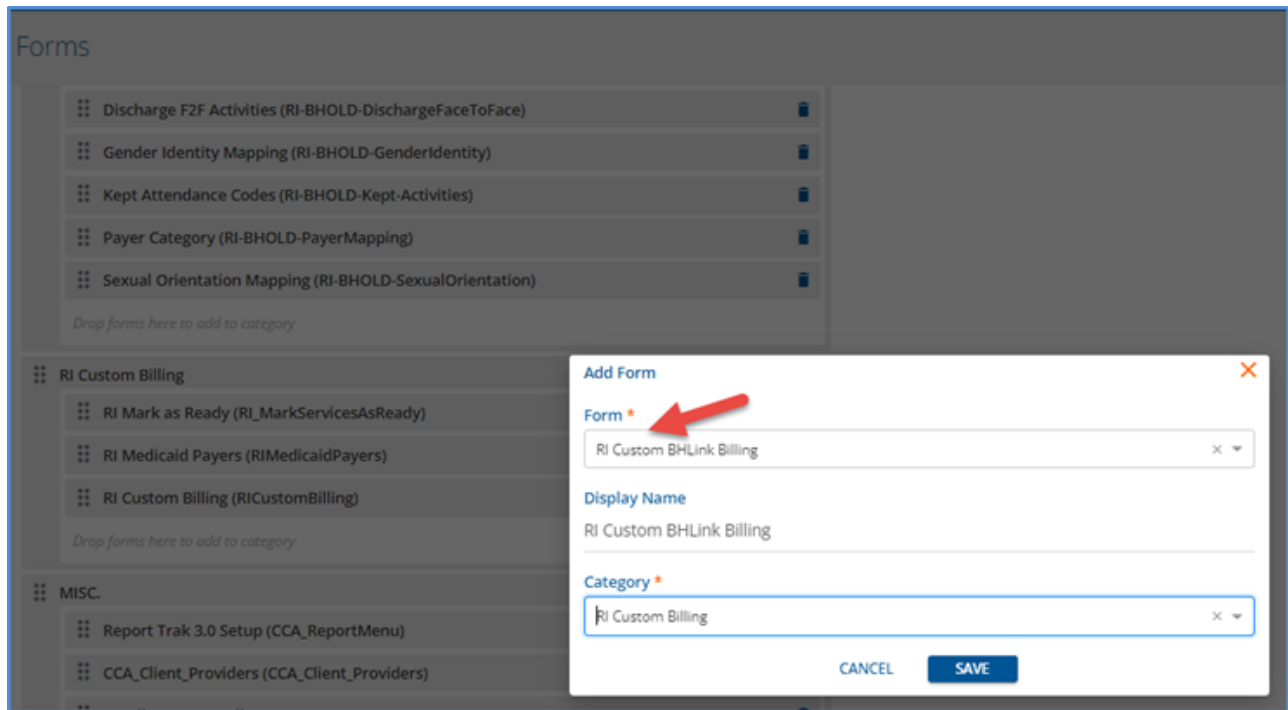 Forms
Discharge F2F Activities (RI-BHOLD-DischargeFaceToFace)
Gender Identity Mapping (RI-BHOLD-GenderIdentity)
Kept Attendance Codes (RI-BHOLD-Kept-Activities)
Payer Category (RI-BHOLD-PayerMapping)
Sexual Orientation Mapping (RI-BHOLD-SexualOrientation)
Drop forms here to add to category
RI Custom Billing
RI Mark as Ready (RI_MarkServicesAsReady)
RI Medicaid Payers (RIMedicaidPayers)
RI Custom Billing (RICustomBilling)
Drop forms here to add to category
MISC.
Report Trak 3.0 Setup (CCA_ReportMenu)
CCA_Client_Providers (CCA_Client_Providers)
Add Form
Form *
RI Custom BHLink Billing
Display Name
RI Custom BHLink Billing
Category *
RI Custom Billing
CANCEL SAVE